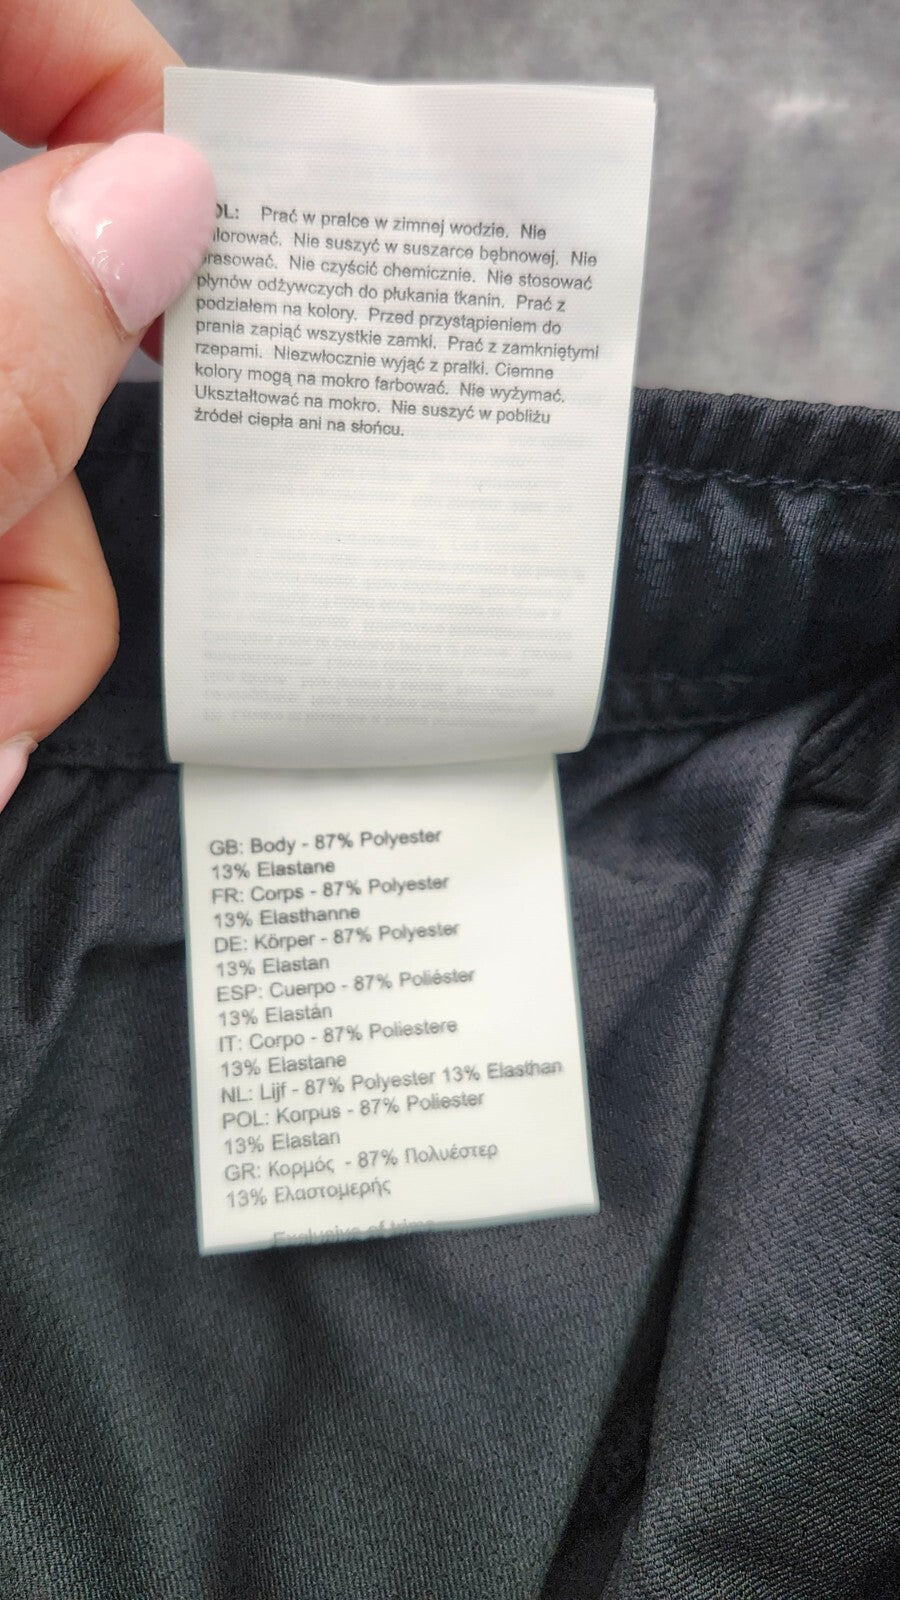 OL: Prać w pralce w zimnej wodzie. Nie
lorować. Nie suszyć w suszarce bębnowej. Nie
rasować. Nie czyścić chemicznie. Nie stosować
płynów odżywczych do płukania tkanin. Prać z
podziałem na kolory. Przed przystąpieniem do
prania zapiąć wszystkie zamki. Prać z zamkniętymi
rzepami. Niezwłocznie wyjąć z pralki. Ciemne
kolory mogą na mokro farbować. Nie wyżymać.
Ukształtować na mokro. Nie suszyć w pobliżu
źródeł ciepła ani na słońcu.
GB: Body - 87% Polyester
13% Elastane
FR: Corps - 87% Polyester
13% Elasthanne
DE: Körper - 87% Polyester
13% Elastan
ESP: Cuerpo - 87% Poliéster
13% Elastán
IT: Corpo - 87% Poliestere
13% Elastane
NL: Lijf - 87% Polyester 13% Elasthan
POL: Korpus - 87% Poliester
13% Elastan
GR: Κορμός - 87% Πολυέστερ
13% Ελαστομερής
Exclusive of trims